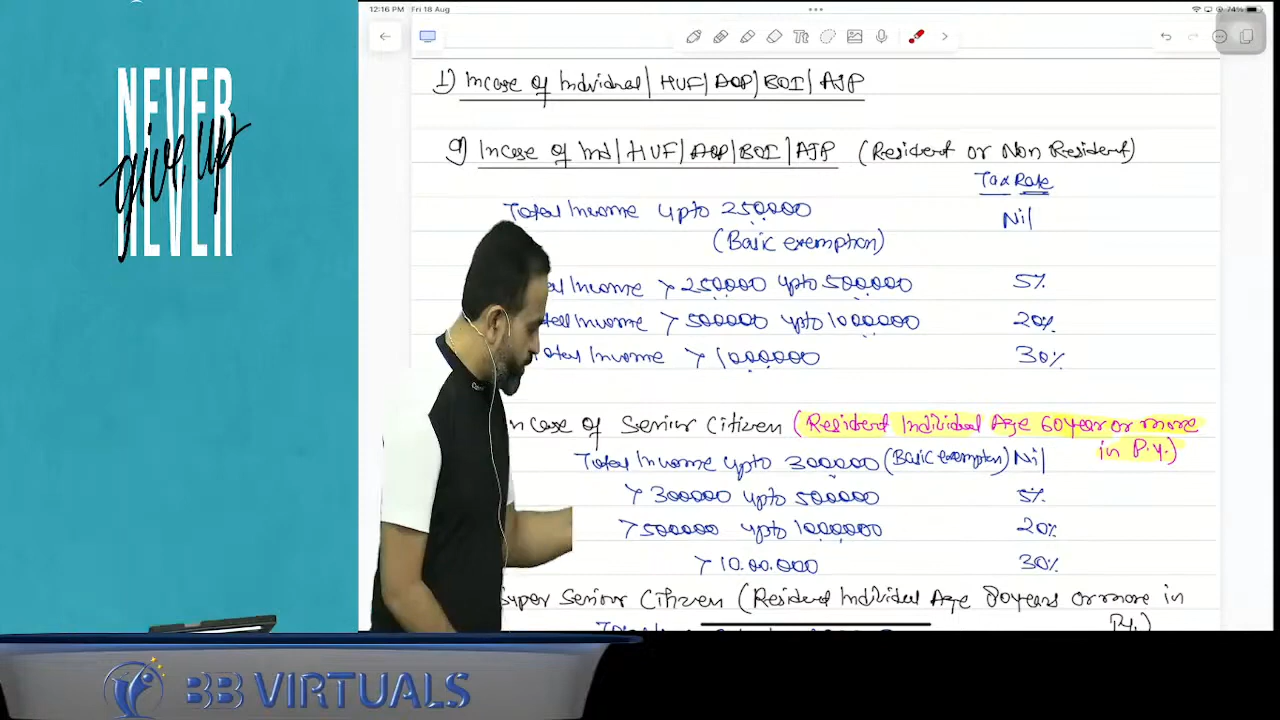 12:16 PM Fri 18 Aug
74%
NEVER
give up
NEVER
1) Incase of Individual | HUF | AOP | BOI | AJP
a) Incase of Ind | HUF | AOP | BOI | AJP (Resident or Non Resident)
Tax Rate
Total Income upto 250000 Nil
(Basic exemption)
tal Income > 250000 upto 500000 5%
Income > 500000 upto 1000000 20%
Total Income > 1000000 30%
ncase of Senior Citizen (Resident Individual Age 60 year or more
in P.Y.)
Total Income upto 300000 (Basic exemption) Nil
> 300000 upto 500000 5%
> 500000 upto 1000000 20%
> 10.00.000 30%
Super Senior Citizen (Resident Individual Age 80 years or more in
P.Y.)
BB VIRTUALS